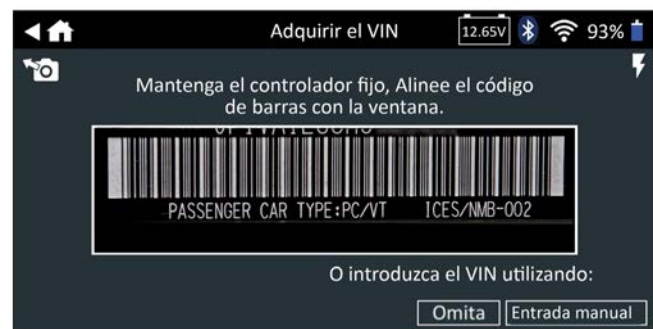 Adquirir el VIN
12.65V
93%
Mantenga el controlador fijo, Alinee el código
de barras con la ventana.
PASSENGER CAR TYPE:PC/VT ICES/NMB-002
O introduzca el VIN utilizando:
Omita
Entrada manual